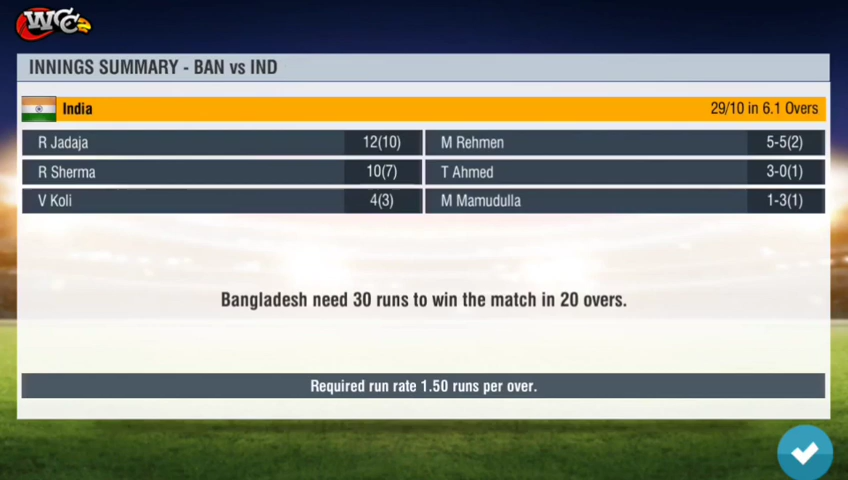 WCC
INNINGS SUMMARY - BAN vs IND
India 29/10 in 6.1 Overs
R Jadaja 12(10) M Rehmen 5-5(2)
R Sherma 10(7) T Ahmed 3-0(1)
V Koli 4(3) M Mamudulla 1-3(1)
Bangladesh need 30 runs to win the match in 20 overs.
Required run rate 1.50 runs per over.